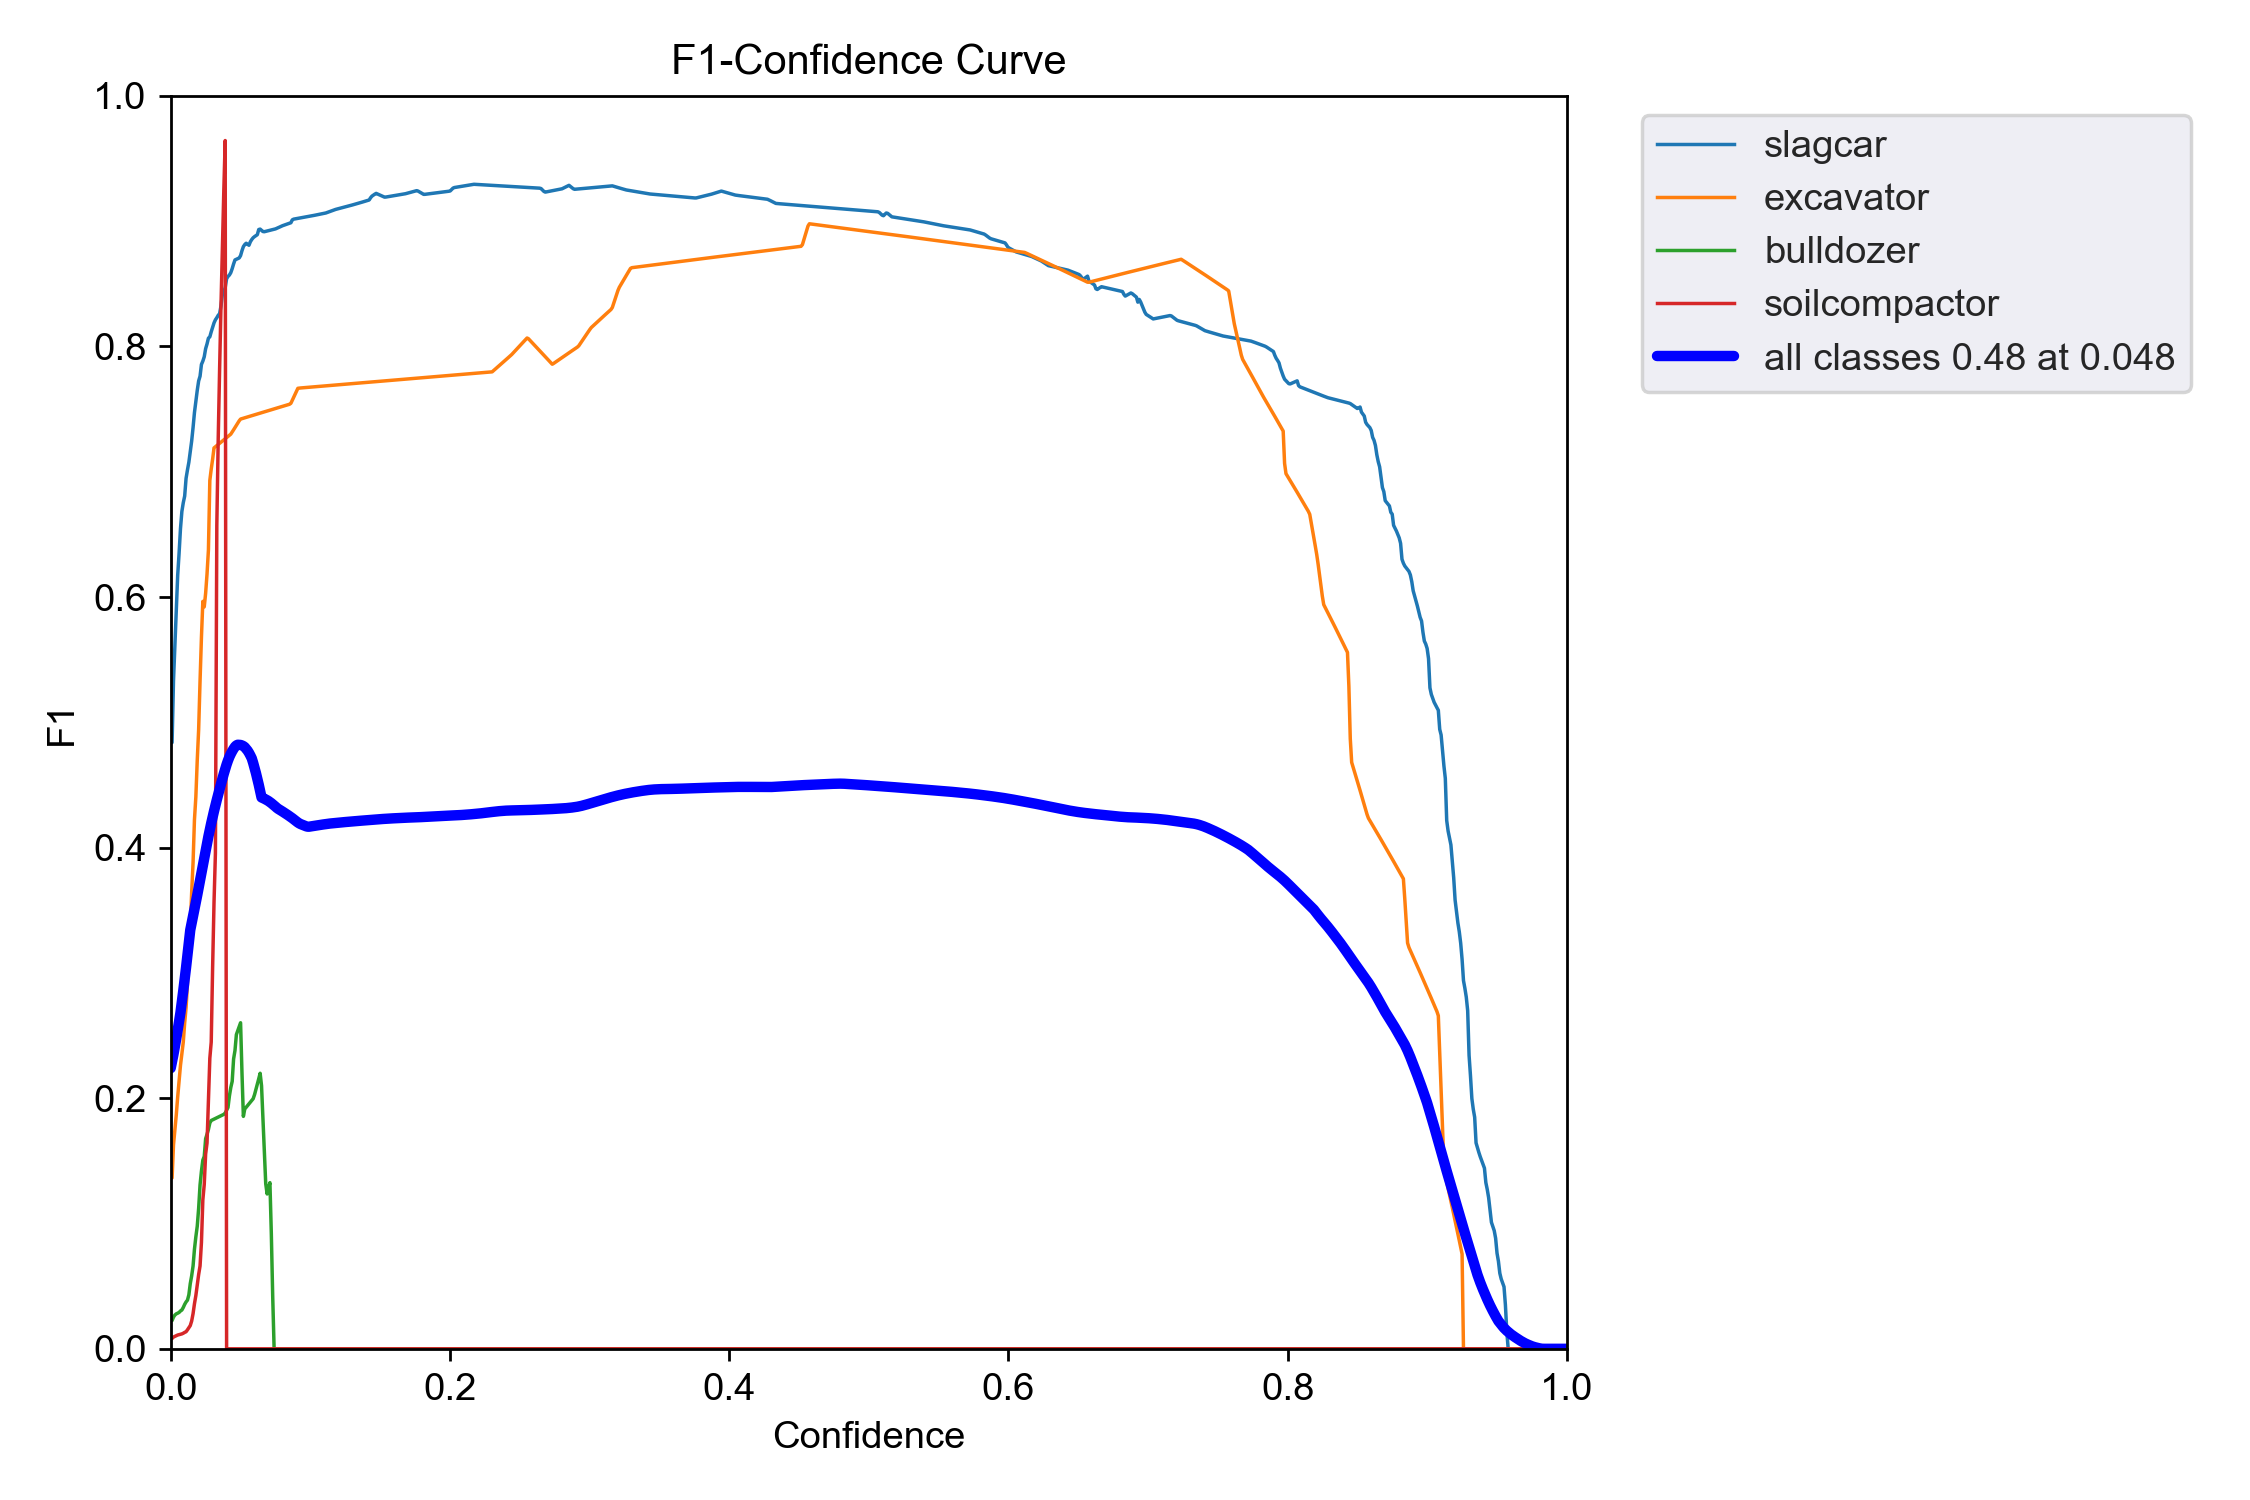 F1-Confidence Curve
1.0
0.8
0.6
0.4
0.2
0.0
F1
0.0 0.2 0.4 0.6 0.8 1.0
Confidence
slagcar
excavator
bulldozer
soilcompactor
all classes 0.48 at 0.048